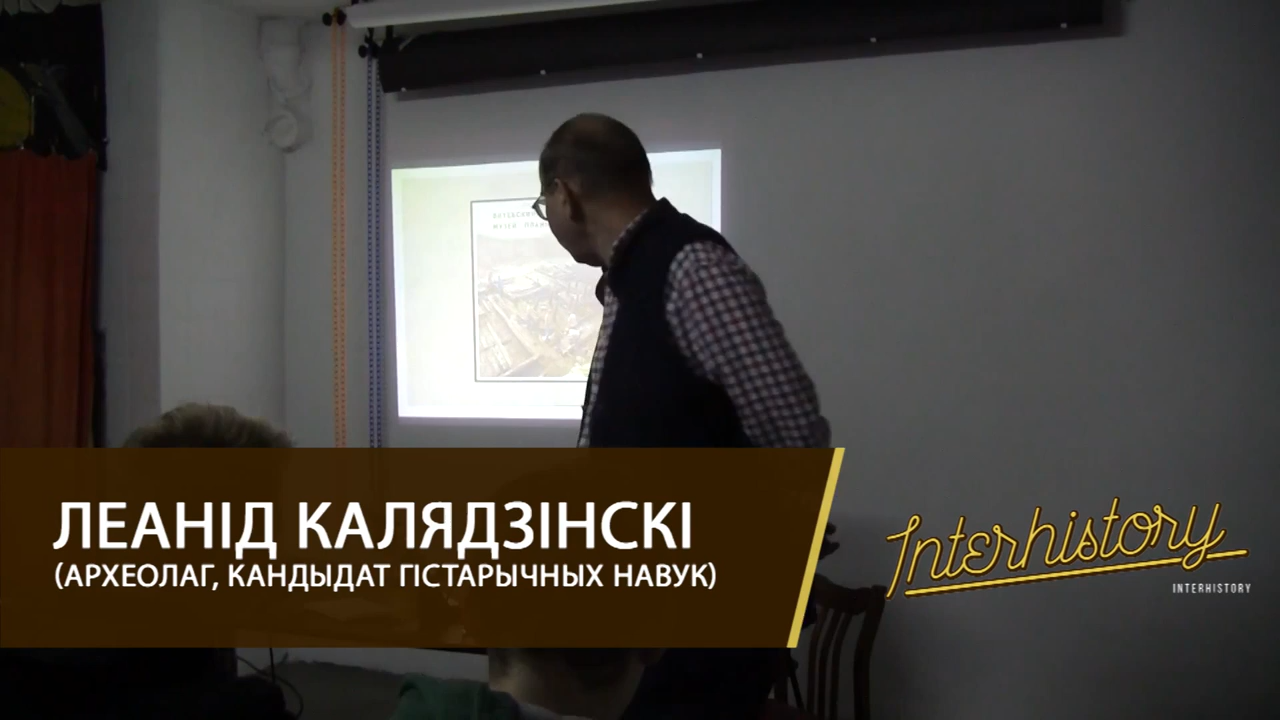 ЛЕАНІД КАЛЯДЗІНСКІ
(АРХЕОЛАГ, КАНДЫДАТ ГІСТАРЫЧНЫХ НАВУК)
Interhistory
INTERHISTORY